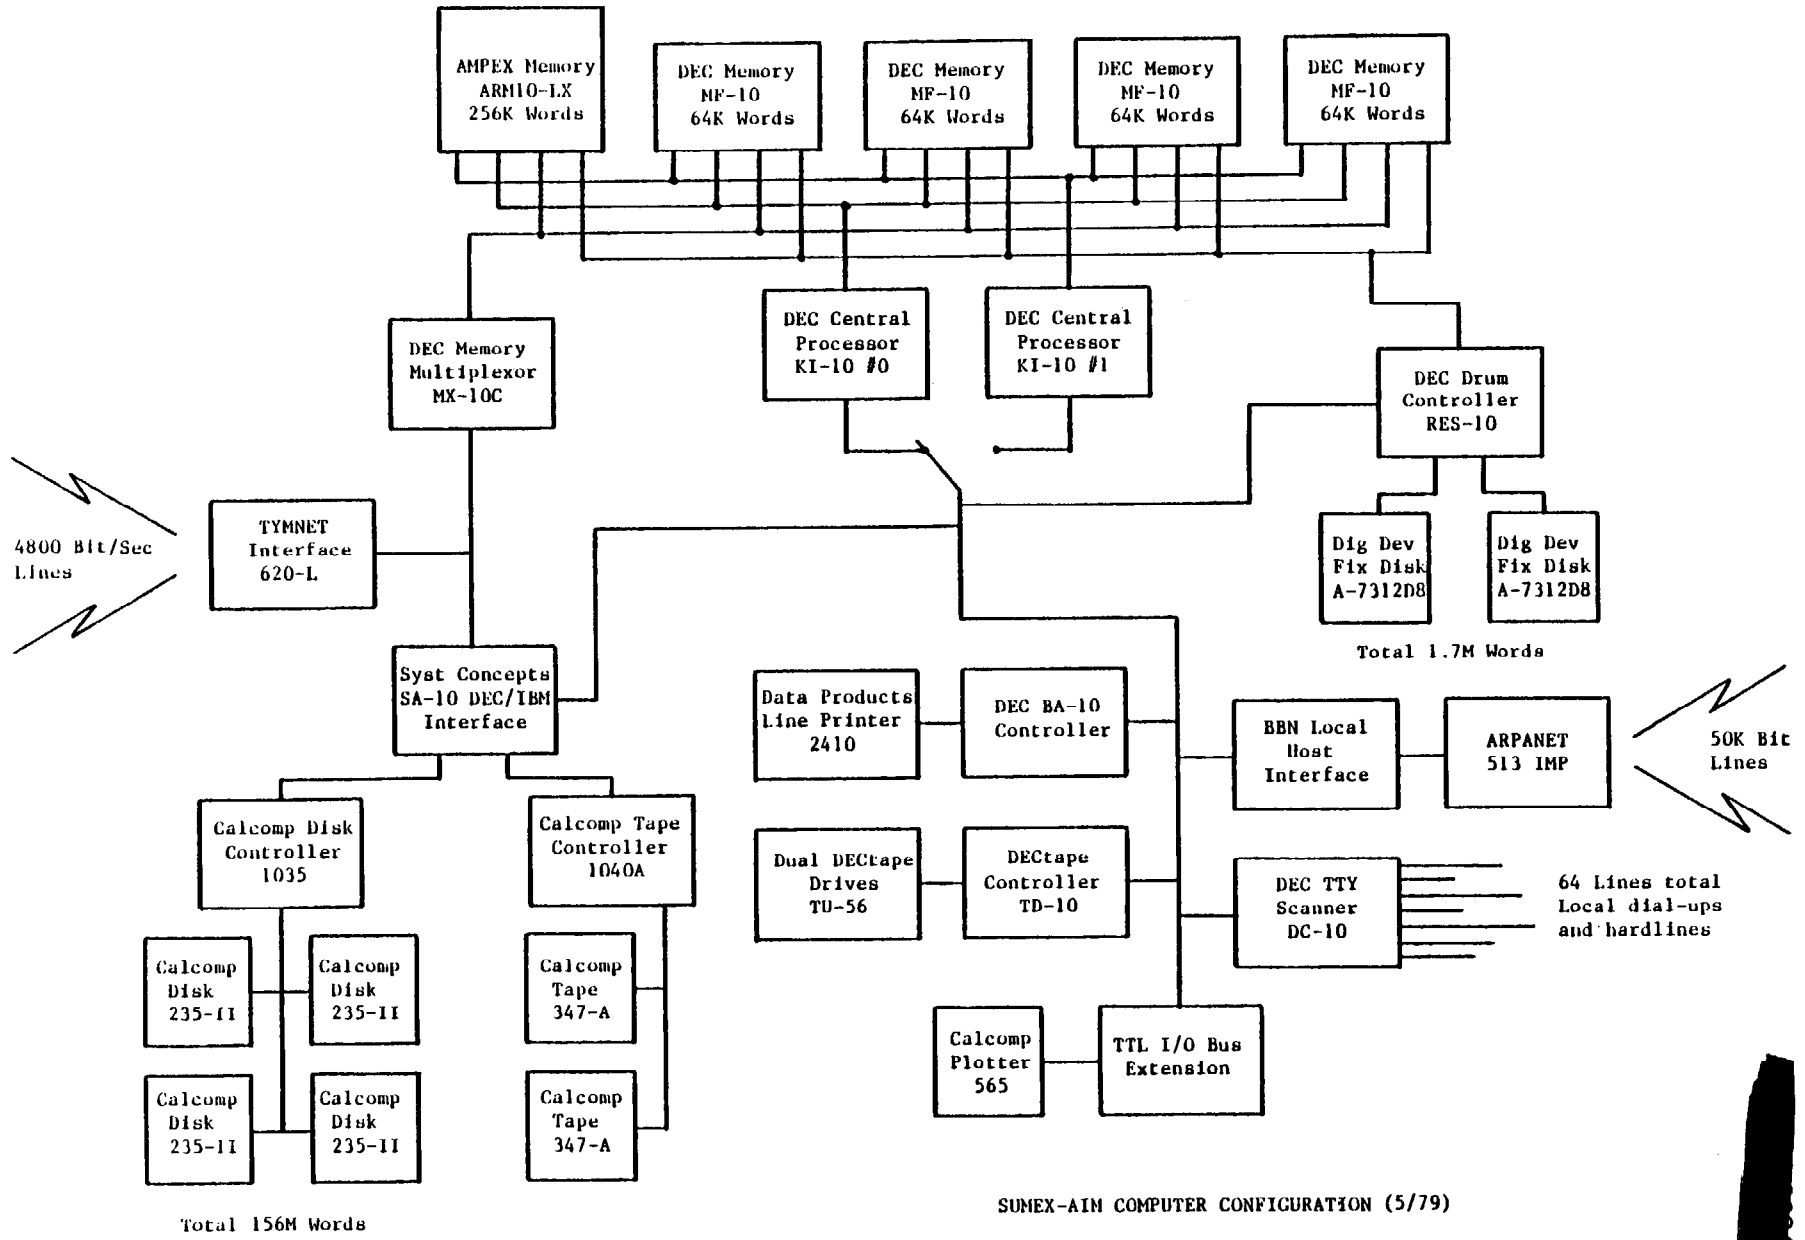 AMPEX Memory
ARM10-LX
256K Words
DEC Memory
MF-10
64K Words
DEC Memory
MF-10
64K Words
DEC Memory
MF-10
64K Words
DEC Memory
MF-10
64K Words
DEC Memory
Multiplexor
MX-10C
DEC Central
Processor
KI-10 #0
DEC Central
Processor
KI-10 #1
DEC Drum
Controller
RES-10
4800 Bit/Sec
Lines
TYMNET
Interface
620-L
Dig Dev
Fix Disk
A-7312D8
Dig Dev
Fix Disk
A-7312D8
Total 1.7M Words
Syst Concepts
SA-10 DEC/IBM
Interface
Data Products
Line Printer
2410
DEC BA-10
Controller
BBN Local
Host
Interface
ARPANET
513 IMP
50K Bit
Lines
Calcomp Disk
Controller
1035
Calcomp Tape
Controller
1040A
Dual DECtape
Drives
TU-56
DECtape
Controller
TD-10
DEC TTY
Scanner
DC-10
64 Lines total
Local dial-ups
and hardlines
Calcomp
Disk
235-II
Calcomp
Disk
235-II
Calcomp
Tape
347-A
Calcomp
Plotter
565
TTL I/O Bus
Extension
Calcomp
Disk
235-II
Calcomp
Disk
235-II
Calcomp
Tape
347-A
SUMEX-AIM COMPUTER CONFIGURATION (5/79)
Total 156M Words